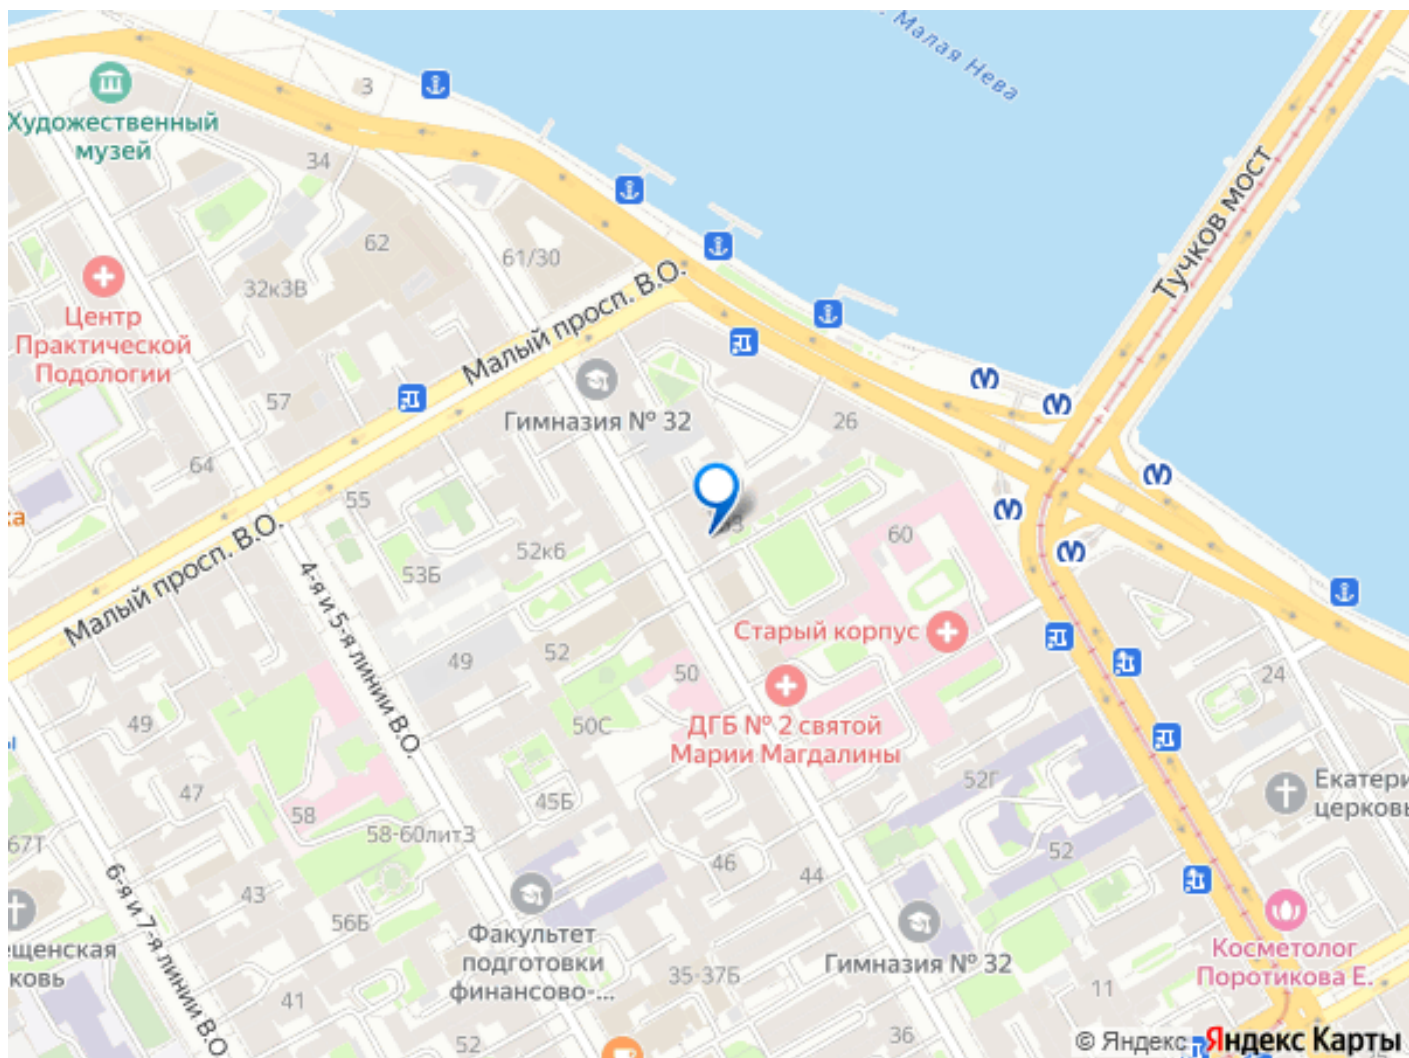 Малая Нева
3
Художественный
музей
34
Тучков мост
62
61/30
32к3В
Малый просп. В.О.
Центр
Практической
Подологии
57
Гимназия № 32
26
64
55
60
52к6
53Б
Малый просп. В.О.
4-я и 5-я линии В.О.
Старый корпус
52
49
50
24
49
50С
ДГБ № 2 святой
Марии Магдалины
52Г
Екатери
церковь
47
45Б
58
58-60литЗ
67Т
52
46
44
6-я и 7-я линии В.О.
43
56Б
ещенская
ковь
Факультет
подготовки
финансово-...
35-37Б
Гимназия № 32
Косметолог
Поротикова Е.
11
41
36
52
© Яндекс Яндекс Карты